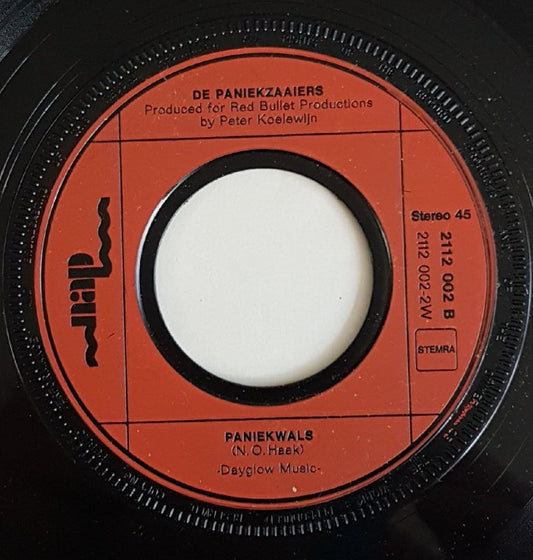 DE PANIEKZAAIERS
Produced for Red Bullet Productions
by Peter Koelewijn
Stereo 45
2112 002 B
2112 002-2W
STEMRA
PANIEKWALS
(N.O. Haak)
-Dayglow Music-